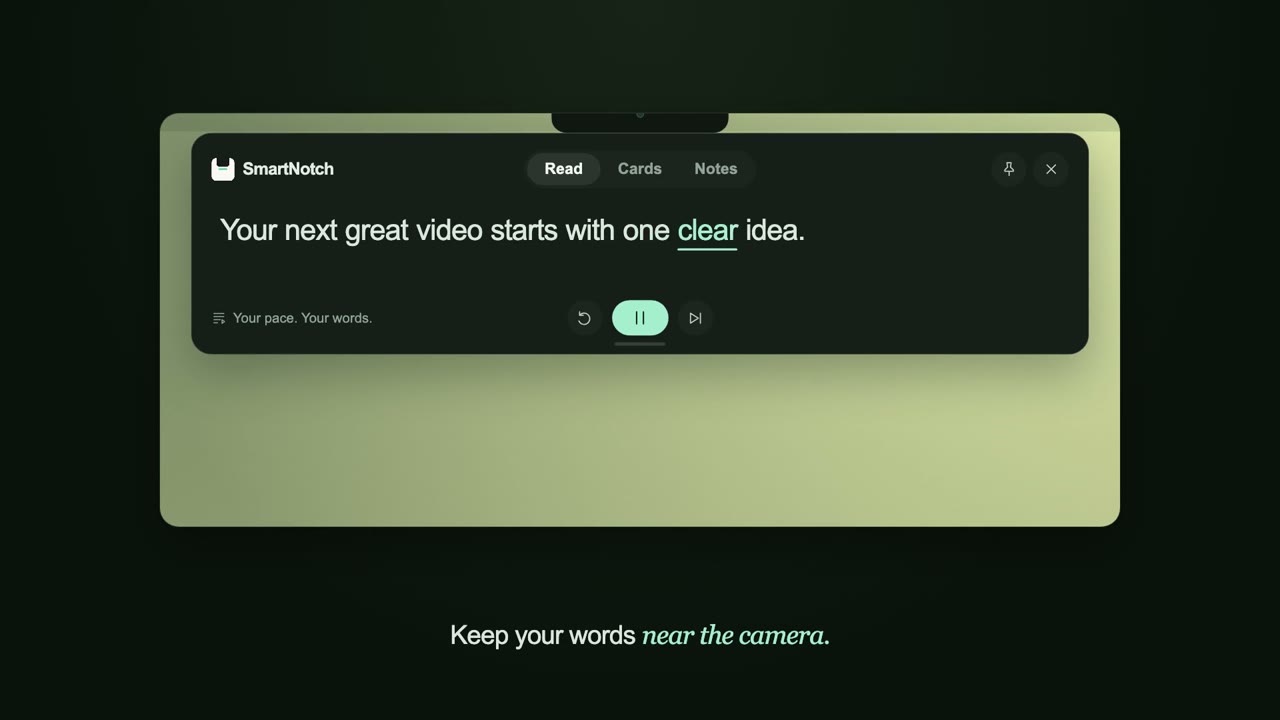 SmartNotch
Read Cards Notes
Your next great video starts with one clear idea.
Your pace. Your words.
Keep your words near the camera.